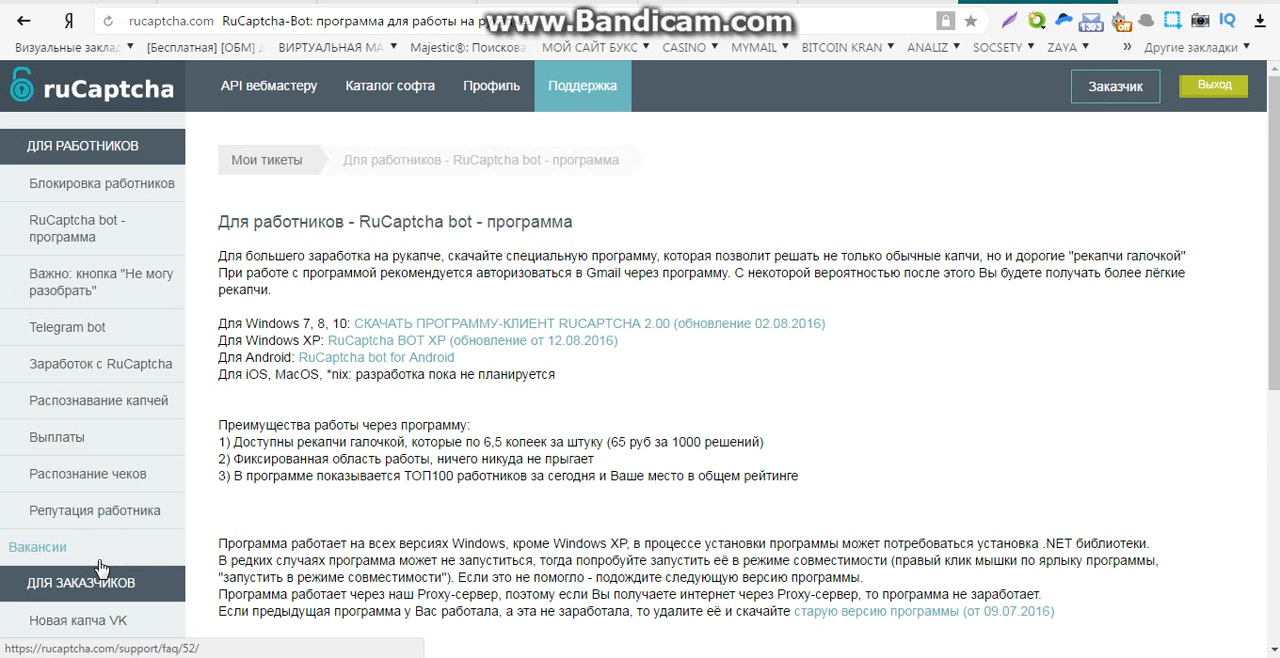 Я
rucaptcha.com RuCaptcha-Bot: программа для работы на
www.Bandicam.com
1393
off
IQ
Визуальные заклад
[Бесплатная] [ОБМ
ВИРТУАЛЬНАЯ МА
Majestic®: Поискова
МОЙ САЙТ БУКС
CASINO
MYMAIL
BITCOIN KRAN
ANALIZ
SOCSETY
ZAYA
»
Другие закладки
ruCaptcha
API вебмастеру
Каталог софта
Профиль
Поддержка
Заказчик
Выход
ДЛЯ РАБОТНИКОВ
Блокировка работников
RuCaptcha bot -
программа
Важно: кнопка "Не могу
разобрать"
Telegram bot
Заработок с RuCaptcha
Распознавание капчей
Выплаты
Распознание чеков
Репутация работника
Вакансии
ДЛЯ ЗАКАЗЧИКОВ
Новая капча VK
https://rucaptcha.com/support/faq/52/
Мои тикеты
Для работников - RuCaptcha bot - программа
Для работников - RuCaptcha bot - программа
Для большего заработка на рукапче, скачайте специальную программу, которая позволит решать не только обычные капчи, но и дорогие "рекапчи галочкой"
При работе с программой рекомендуется авторизоваться в Gmail через программу. С некоторой вероятностью после этого Вы будете получать более лёгкие
рекапчи.
Для Windows 7, 8, 10: СКАЧАТЬ ПРОГРАММУ-КЛИЕНТ RUCAPTCHA 2.00 (обновление 02.08.2016)
Для Windows XP: RuCaptcha BOT XP (обновление от 12.08.2016)
Для Android: RuCaptcha bot for Android
Для iOS, MacOS, *nix: разработка пока не планируется
Преимущества работы через программу:
1) Доступны рекапчи галочкой, которые по 6,5 копеек за штуку (65 руб за 1000 решений)
2) Фиксированная область работы, ничего никуда не прыгает
3) В программе показывается ТОП100 работников за сегодня и Ваше место в общем рейтинге
Программа работает на всех версиях Windows, кроме Windows XP, в процессе установки программы может потребоваться установка .NET библиотеки.
В редких случаях программа может не запуститься, тогда попробуйте запустить её в режиме совместимости (правый клик мышки по ярлыку программы,
"запустить в режиме совместимости"). Если это не помогло - подождите следующую версию программы.
Программа работает через наш Proxy-сервер, поэтому если Вы получаете интернет через Proxy-сервер, то программа не заработает.
Если предыдущая программа у Вас работала, а эта не заработала, то удалите её и скачайте старую версию программы (от 09.07.2016)